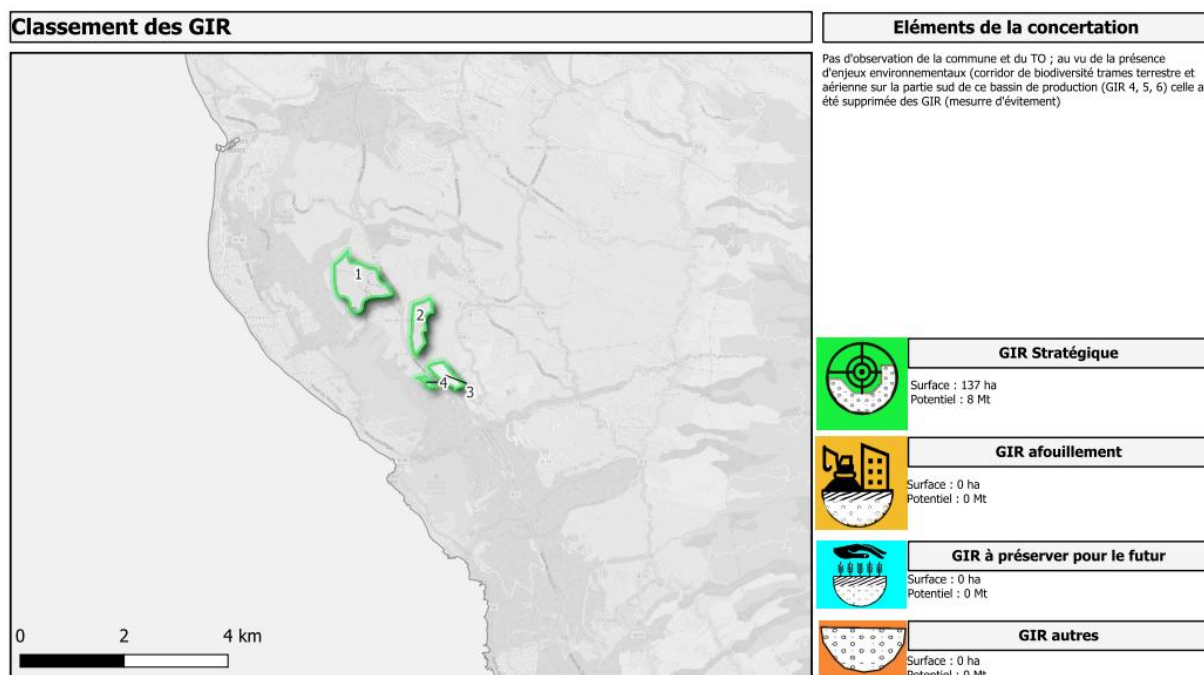 Classement des GIR
1
2
4
3
0 2 4 km
Eléments de la concertation
Pas d'observation de la commune et du TO ; au vu de la présence
d'enjeux environnementaux (corridor de biodiversité trames terrestre et
aérienne sur la partie sud de ce bassin de production (GIR 4, 5, 6) celle a
été supprimée des GIR (mesurre d'évitement)
GIR Stratégique
Surface : 137 ha
Potentiel : 8 Mt
GIR afouillement
Surface : 0 ha
Potentiel : 0 Mt
GIR à préserver pour le futur
Surface : 0 ha
Potentiel : 0 Mt
GIR autres
Surface : 0 ha
Potentiel : 0 Mt